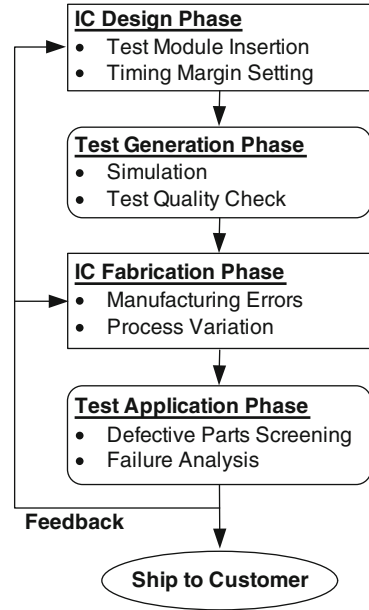 IC Design Phase
• Test Module Insertion
• Timing Margin Setting
Test Generation Phase
• Simulation
• Test Quality Check
IC Fabrication Phase
• Manufacturing Errors
• Process Variation
Test Application Phase
• Defective Parts Screening
• Failure Analysis
Feedback
Ship to Customer